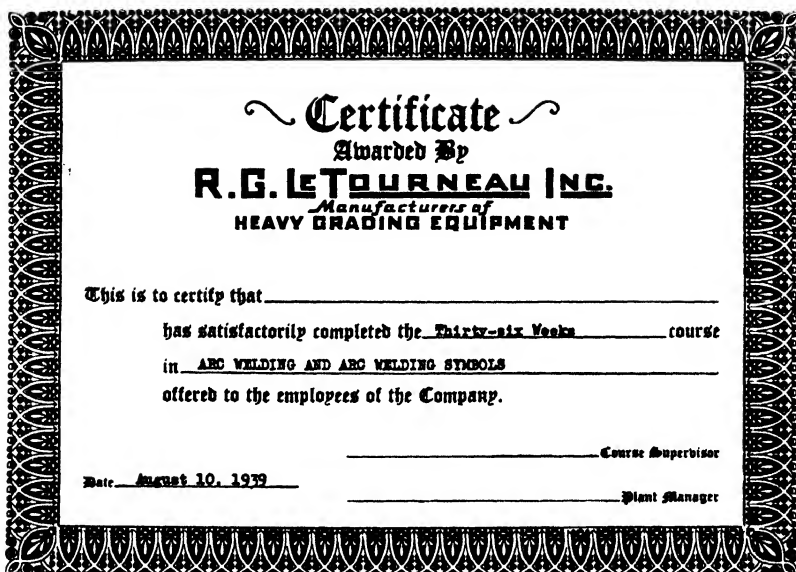 Certificate
Awarded By
R.G. LeTourneau Inc.
Manufacturers of
HEAVY GRADING EQUIPMENT
This is to certify that
has satisfactorily completed the Thirty-six Weeks course
in ARC WELDING AND ARC WELDING SYMBOLS
offered to the employees of the Company.
Course Supervisor
Date August 10, 1939
Plant Manager